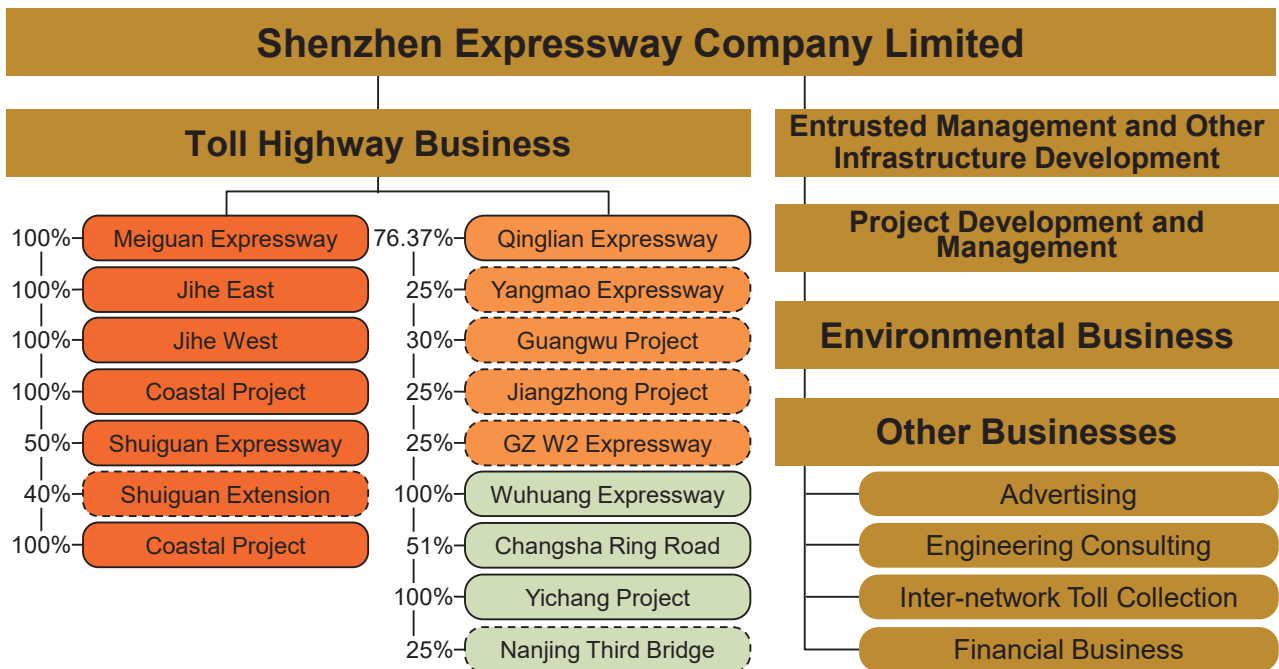 Shenzhen Expressway Company Limited
Toll Highway Business
100% Meiguan Expressway
100% Jihe East
100% Jihe West
100% Coastal Project
50% Shuiguan Expressway
40% Shuiguan Extension
100% Coastal Project
76.37% Qinglian Expressway
25% Yangmao Expressway
30% Guangwu Project
25% Jiangzhong Project
25% GZ W2 Expressway
100% Wuhuang Expressway
51% Changsha Ring Road
100% Yichang Project
25% Nanjing Third Bridge
Entrusted Management and Other
Infrastructure Development
Project Development and
Management
Environmental Business
Other Businesses
Advertising
Engineering Consulting
Inter-network Toll Collection
Financial Business